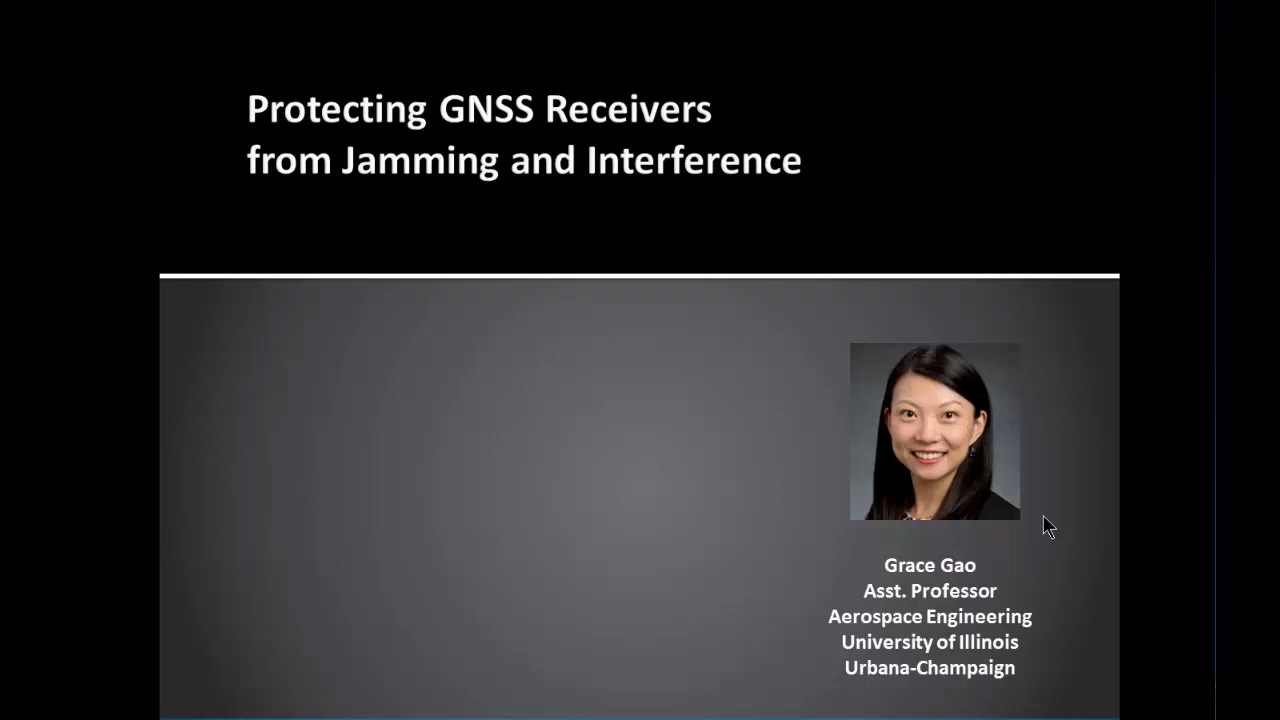 Protecting GNSS Receivers
from Jamming and Interference
Grace Gao
Asst. Professor
Aerospace Engineering
University of Illinois
Urbana-Champaign